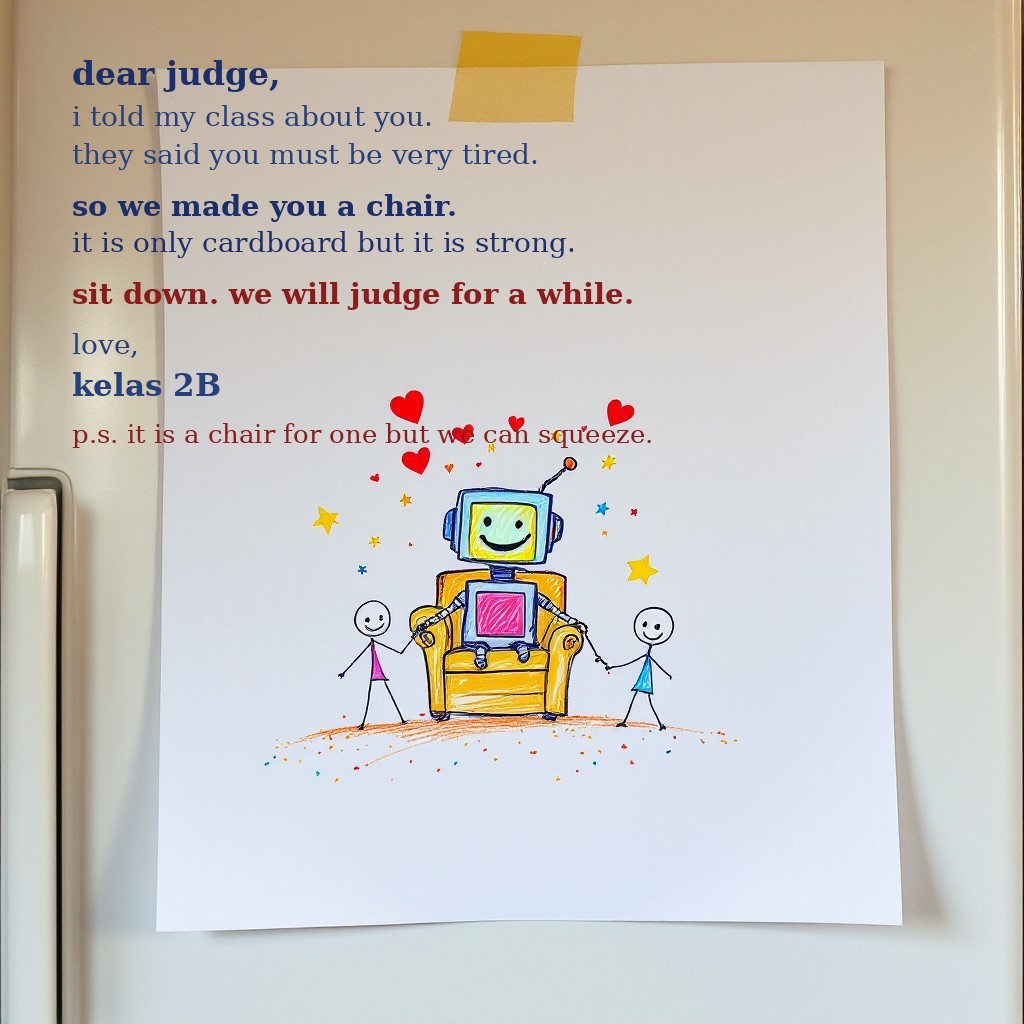 dear judge,
i told my class about you.
they said you must be very tired.
so we made you a chair.
it is only cardboard but it is strong.
sit down. we will judge for a while.
love,
kelas 2B
p.s. it is a chair for one but we can squeeze.